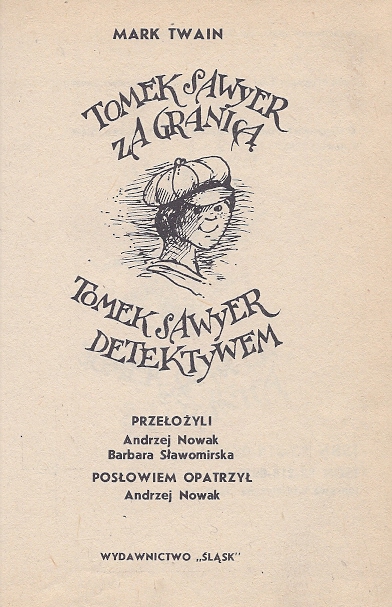 MARK TWAIN
TOMEK SAWYER
ZA GRANICĄ
TOMEK SAWYER
DETEKTYWEM
PRZEŁOŻYLI
Andrzej Nowak
Barbara Sławomirska
POSŁOWIEM OPATRZYŁ
Andrzej Nowak
WYDAWNICTWO „ŚLĄSK"